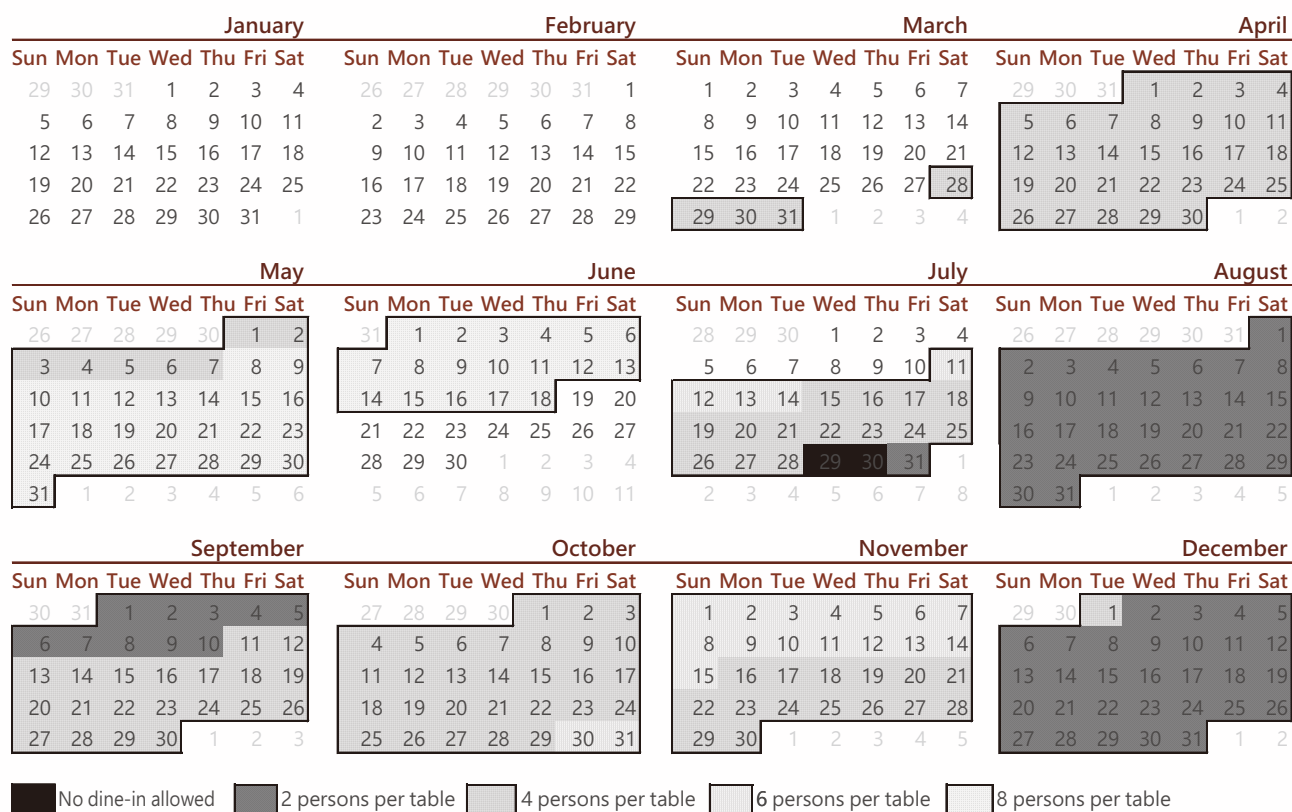 January February March April
Sun Mon Tue Wed Thu Fri Sat Sun Mon Tue Wed Thu Fri Sat Sun Mon Tue Wed Thu Fri Sat Sun Mon Tue Wed Thu Fri Sat
29 30 31 1 2 3 4 26 27 28 29 30 31 1 1 2 3 4 5 6 7 29 30 31 1 2 3 4
5 6 7 8 9 10 11 2 3 4 5 6 7 8 8 9 10 11 12 13 14 5 6 7 8 9 10 11
12 13 14 15 16 17 18 9 10 11 12 13 14 15 15 16 17 18 19 20 21 12 13 14 15 16 17 18
19 20 21 22 23 24 25 16 17 18 19 20 21 22 22 23 24 25 26 27 28 19 20 21 22 23 24 25
26 27 28 29 30 31 1 23 24 25 26 27 28 29 29 30 31 1 2 3 4 26 27 28 29 30 1 2
May June July August
Sun Mon Tue Wed Thu Fri Sat Sun Mon Tue Wed Thu Fri Sat Sun Mon Tue Wed Thu Fri Sat Sun Mon Tue Wed Thu Fri Sat
26 27 28 29 30 1 2 31 1 2 3 4 5 6 28 29 30 1 2 3 4 26 27 28 29 30 31 1
3 4 5 6 7 8 9 7 8 9 10 11 12 13 5 6 7 8 9 10 11 2 3 4 5 6 7 8
10 11 12 13 14 15 16 14 15 16 17 18 19 20 12 13 14 15 16 17 18 9 10 11 12 13 14 15
17 18 19 20 21 22 23 21 22 23 24 25 26 27 19 20 21 22 23 24 25 16 17 18 19 20 21 22
24 25 26 27 28 29 30 28 29 30 1 2 3 4 26 27 28 29 30 31 1 23 24 25 26 27 28 29
31 1 2 3 4 5 6 5 6 7 8 9 10 11 2 3 4 5 6 7 8 30 31 1 2 3 4 5
September October November December
Sun Mon Tue Wed Thu Fri Sat Sun Mon Tue Wed Thu Fri Sat Sun Mon Tue Wed Thu Fri Sat Sun Mon Tue Wed Thu Fri Sat
30 31 1 2 3 4 5 27 28 29 30 1 2 3 1 2 3 4 5 6 7 29 30 1 2 3 4 5
6 7 8 9 10 11 12 4 5 6 7 8 9 10 8 9 10 11 12 13 14 6 7 8 9 10 11 12
13 14 15 16 17 18 19 11 12 13 14 15 16 17 15 16 17 18 19 20 21 13 14 15 16 17 18 19
20 21 22 23 24 25 26 18 19 20 21 22 23 24 22 23 24 25 26 27 28 20 21 22 23 24 25 26
27 28 29 30 1 2 3 25 26 27 28 29 30 31 29 30 1 2 3 4 5 27 28 29 30 31 1 2
No dine-in allowed 2 persons per table 4 persons per table 6 persons per table 8 persons per table